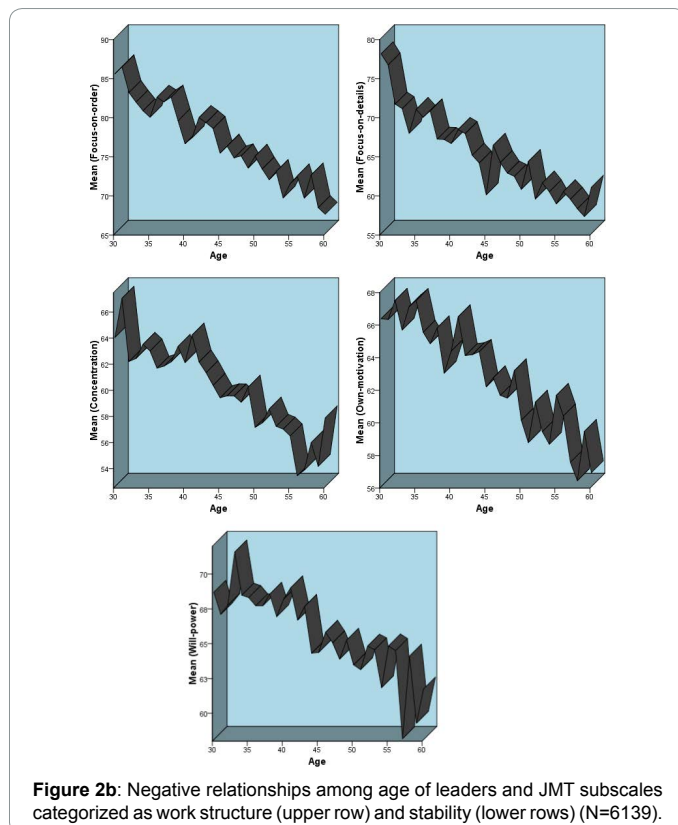 90
85
80
75
70
65
Mean (Focus-on-order)
30 35 40 45 50 55 60
Age
80
75
70
65
60
55
Mean (Focus-on-details)
30 35 40 45 50 55 60
Age
66
64
62
60
58
56
54
Mean (Concentration)
30 35 40 45 50 55 60
Age
68
66
64
62
60
58
56
Mean (Own-motivation)
30 35 40 45 50 55 60
Age
70
68
65
63
60
Mean (Will-power)
30 35 40 45 50 55 60
Age
Figure 2b: Negative relationships among age of leaders and JMT subscales
categorized as work structure (upper row) and stability (lower rows) (N=6139).